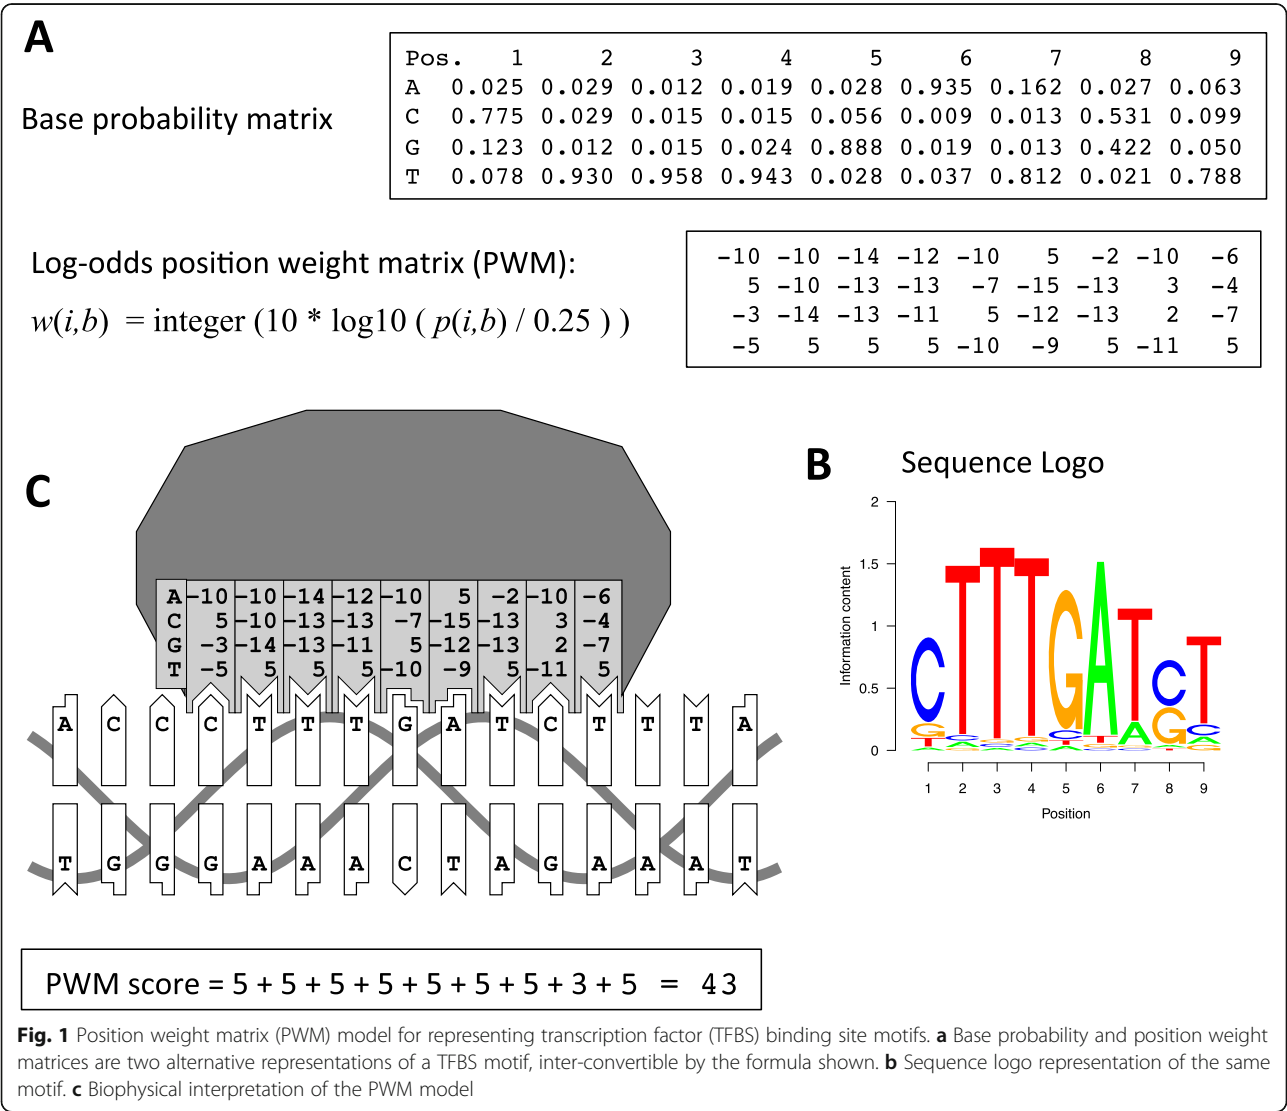 A
Base probability matrix
Pos. 1 2 3 4 5 6 7 8 9
A 0.025 0.029 0.012 0.019 0.028 0.935 0.162 0.027 0.063
C 0.775 0.029 0.015 0.015 0.056 0.009 0.013 0.531 0.099
G 0.123 0.012 0.015 0.024 0.888 0.019 0.013 0.422 0.050
T 0.078 0.930 0.958 0.943 0.028 0.037 0.812 0.021 0.788
Log-odds position weight matrix (PWM):
w(i,b) = integer (10 * log10 ( p(i,b) / 0.25 ) )
-10 -10 -14 -12 -10 5 -2 -10 -6
5 -10 -13 -13 -7 -15 -13 3 -4
-3 -14 -13 -11 5 -12 -13 2 -7
-5 5 5 5 -10 -9 5 -11 5
C
A -10 -10 -14 -12 -10 5 -2 -10 -6
C 5 -10 -13 -13 -7 -15 -13 3 -4
G -3 -14 -13 -11 5 -12 -13 2 -7
T -5 5 5 5 -10 -9 5 -11 5
A C C C T T T G A T C T T T A
T G G G A A A C T A G A A A T
B
Sequence Logo
Information content
2
1.5
1
0.5
0
C T T T G A T C T
G C G G C T A G C
T A C A T G C A A
A G A C A C G T G
1 2 3 4 5 6 7 8 9
Position
PWM score = 5 + 5 + 5 + 5 + 5 + 5 + 5 + 3 + 5 = 43
Fig. 1 Position weight matrix (PWM) model for representing transcription factor (TFBS) binding site motifs. a Base probability and position weight
matrices are two alternative representations of a TFBS motif, inter-convertible by the formula shown. b Sequence logo representation of the same
motif. c Biophysical interpretation of the PWM model